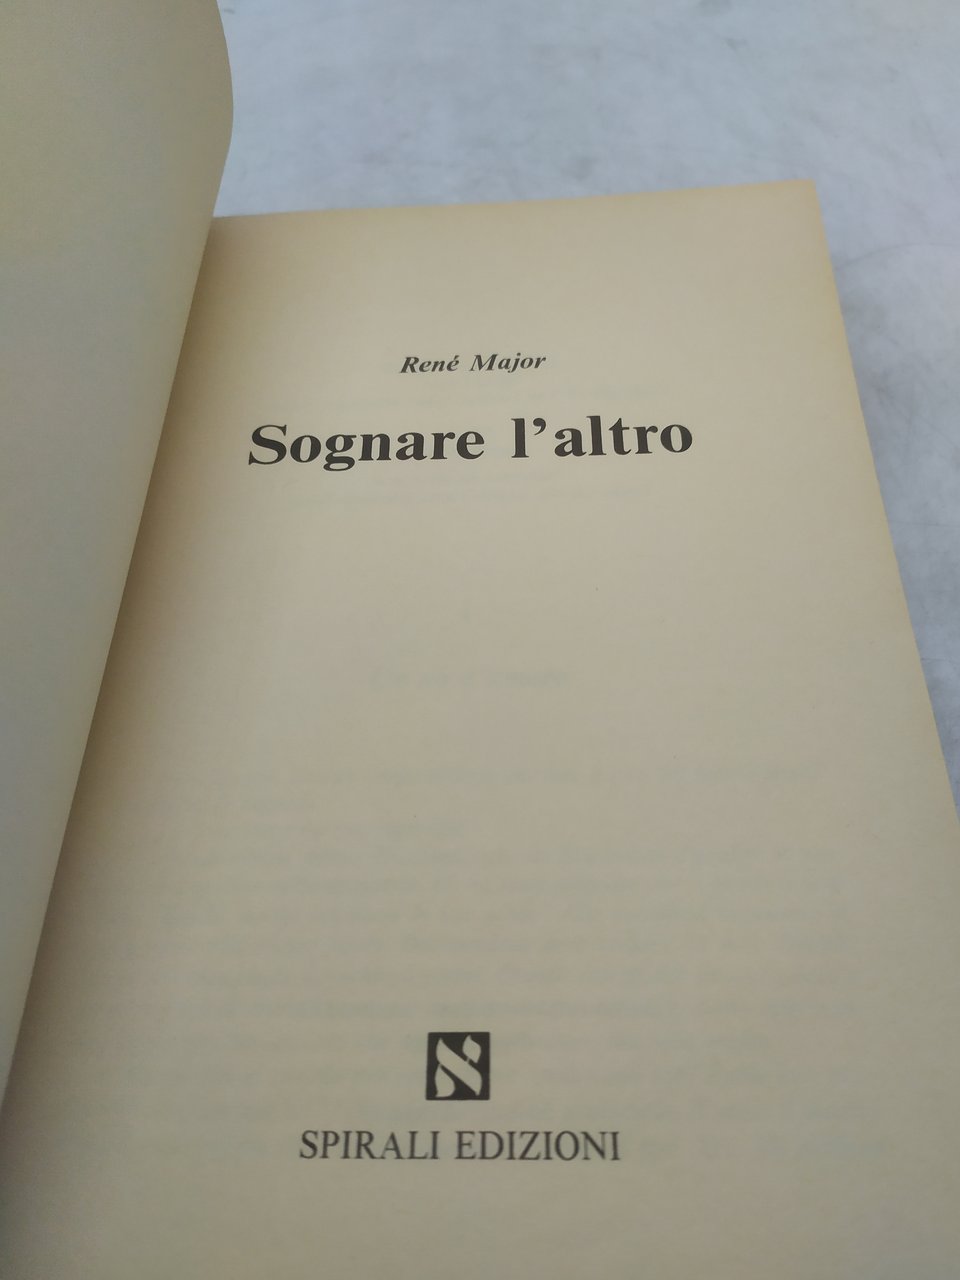 René Major
Sognare l'altro
א
SPIRALI EDIZIONI